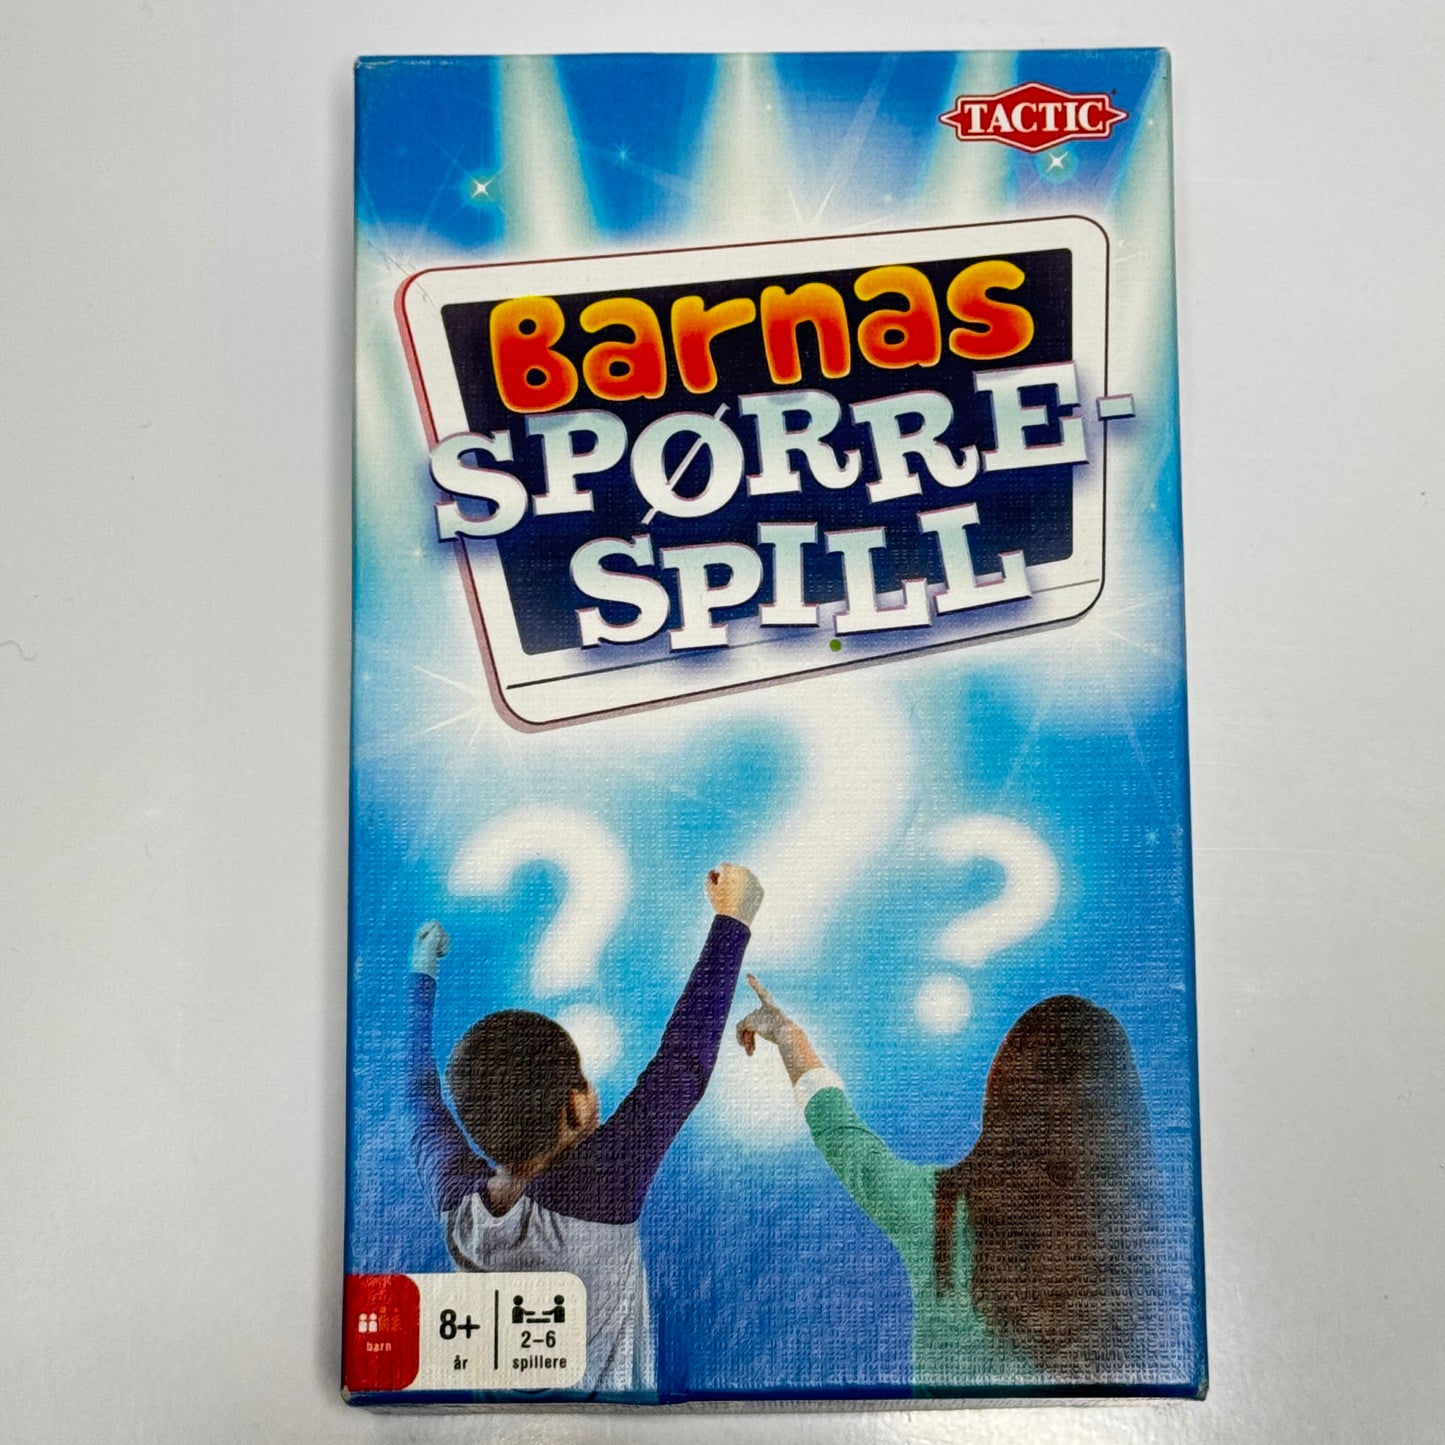 TACTIC
Barnas
SPØRRE-
SPILL
barn
8+
år
2-6
spillere